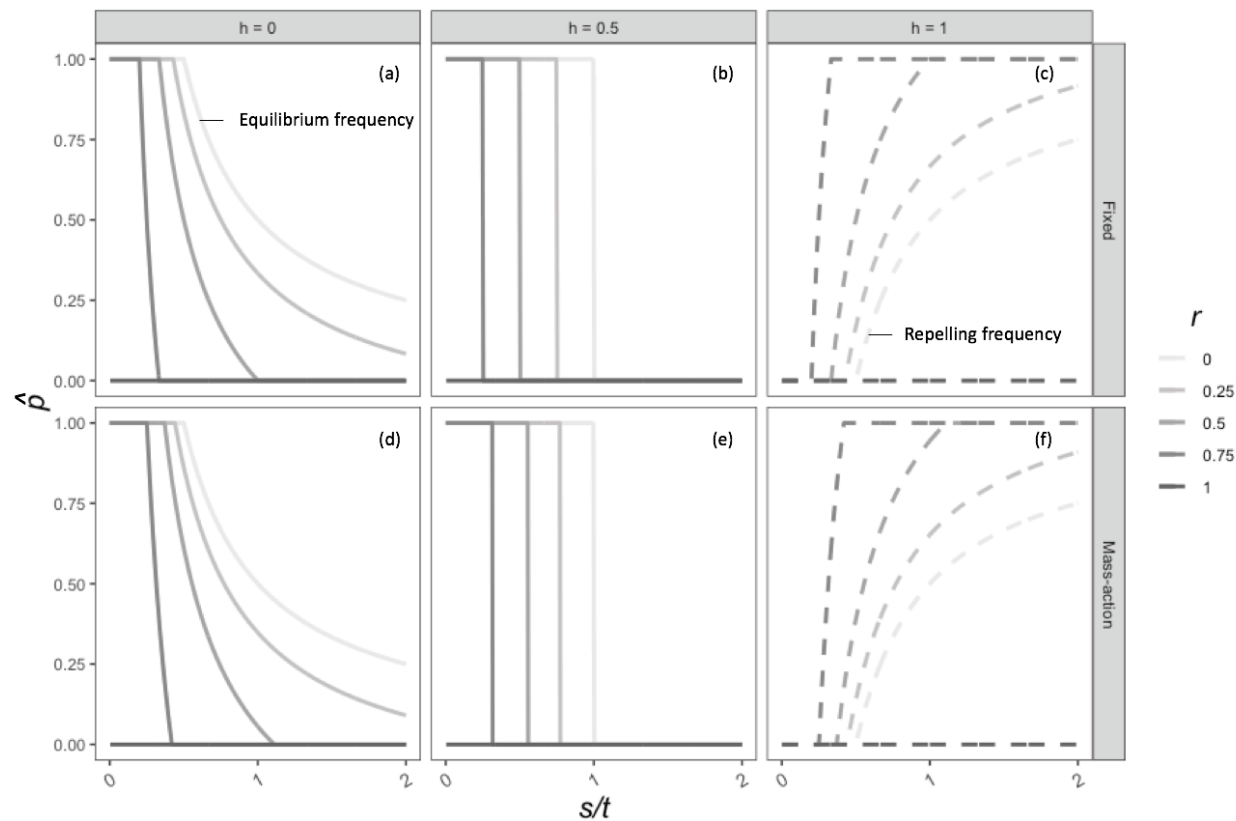 h = 0
h = 0.5
h = 1
1.00
0.75
0.50
0.25
0.00
(a)
Equilibrium frequency
(b)
(c)
Repelling frequency
Fixed
p̂
1.00
0.75
0.50
0.25
0.00
(d)
(e)
(f)
Mass-action
0 1 2
0 1 2
0 1 2
s/t
r
0
0.25
0.5
0.75
1